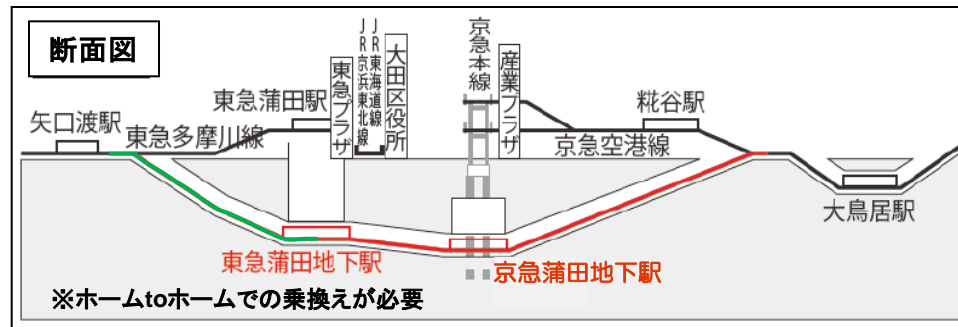 断面図
矢口渡駅
東急多摩川線
東急蒲田駅
東急プラザ
JR京浜東北線
JR東海道線
大田区役所
京急本線
産業プラザ
糀谷駅
京急空港線
大鳥居駅
東急蒲田地下駅
京急蒲田地下駅
※ホームtoホームでの乗換えが必要